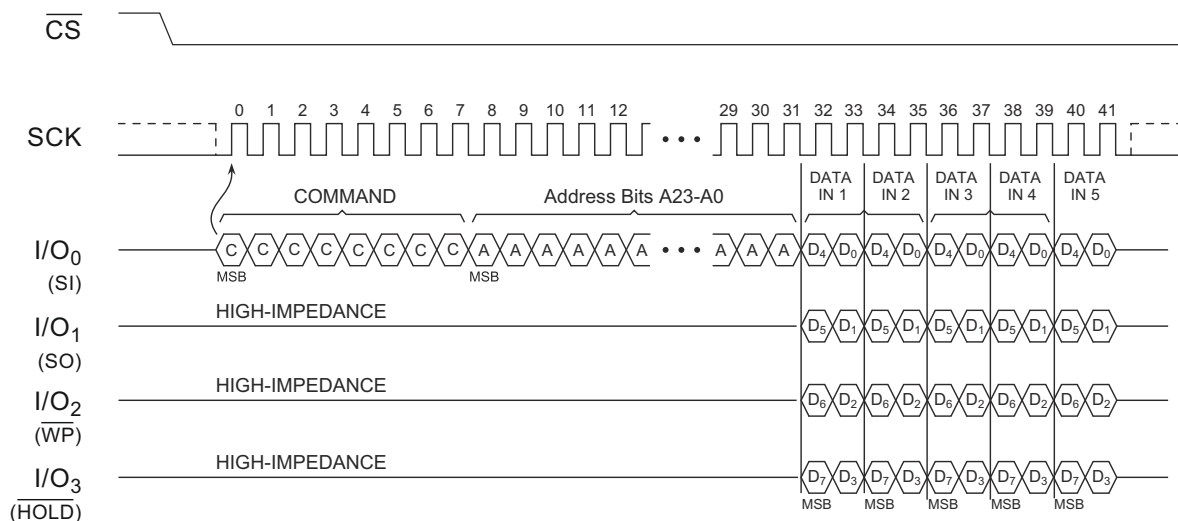 CS
SCK
0 1 2 3 4 5 6 7 8 9 10 11 12 29 30 31 32 33 34 35 36 37 38 39 40 41
COMMAND
Address Bits A23-A0
DATA IN 1
DATA IN 2
DATA IN 3
DATA IN 4
DATA IN 5
I/O0
(SI)
C C C C C C C C A A A A A A • • • A A A D4 D0 D4 D0 D4 D0 D4 D0 D4 D0
MSB MSB
I/O1
(SO)
HIGH-IMPEDANCE
D5 D1 D5 D1 D5 D1 D5 D1 D5 D1
I/O2
(WP)
HIGH-IMPEDANCE
D6 D2 D6 D2 D6 D2 D6 D2 D6 D2
I/O3
(HOLD)
HIGH-IMPEDANCE
D7 D3 D7 D3 D7 D3 D7 D3 D7 D3
MSB MSB MSB MSB MSB